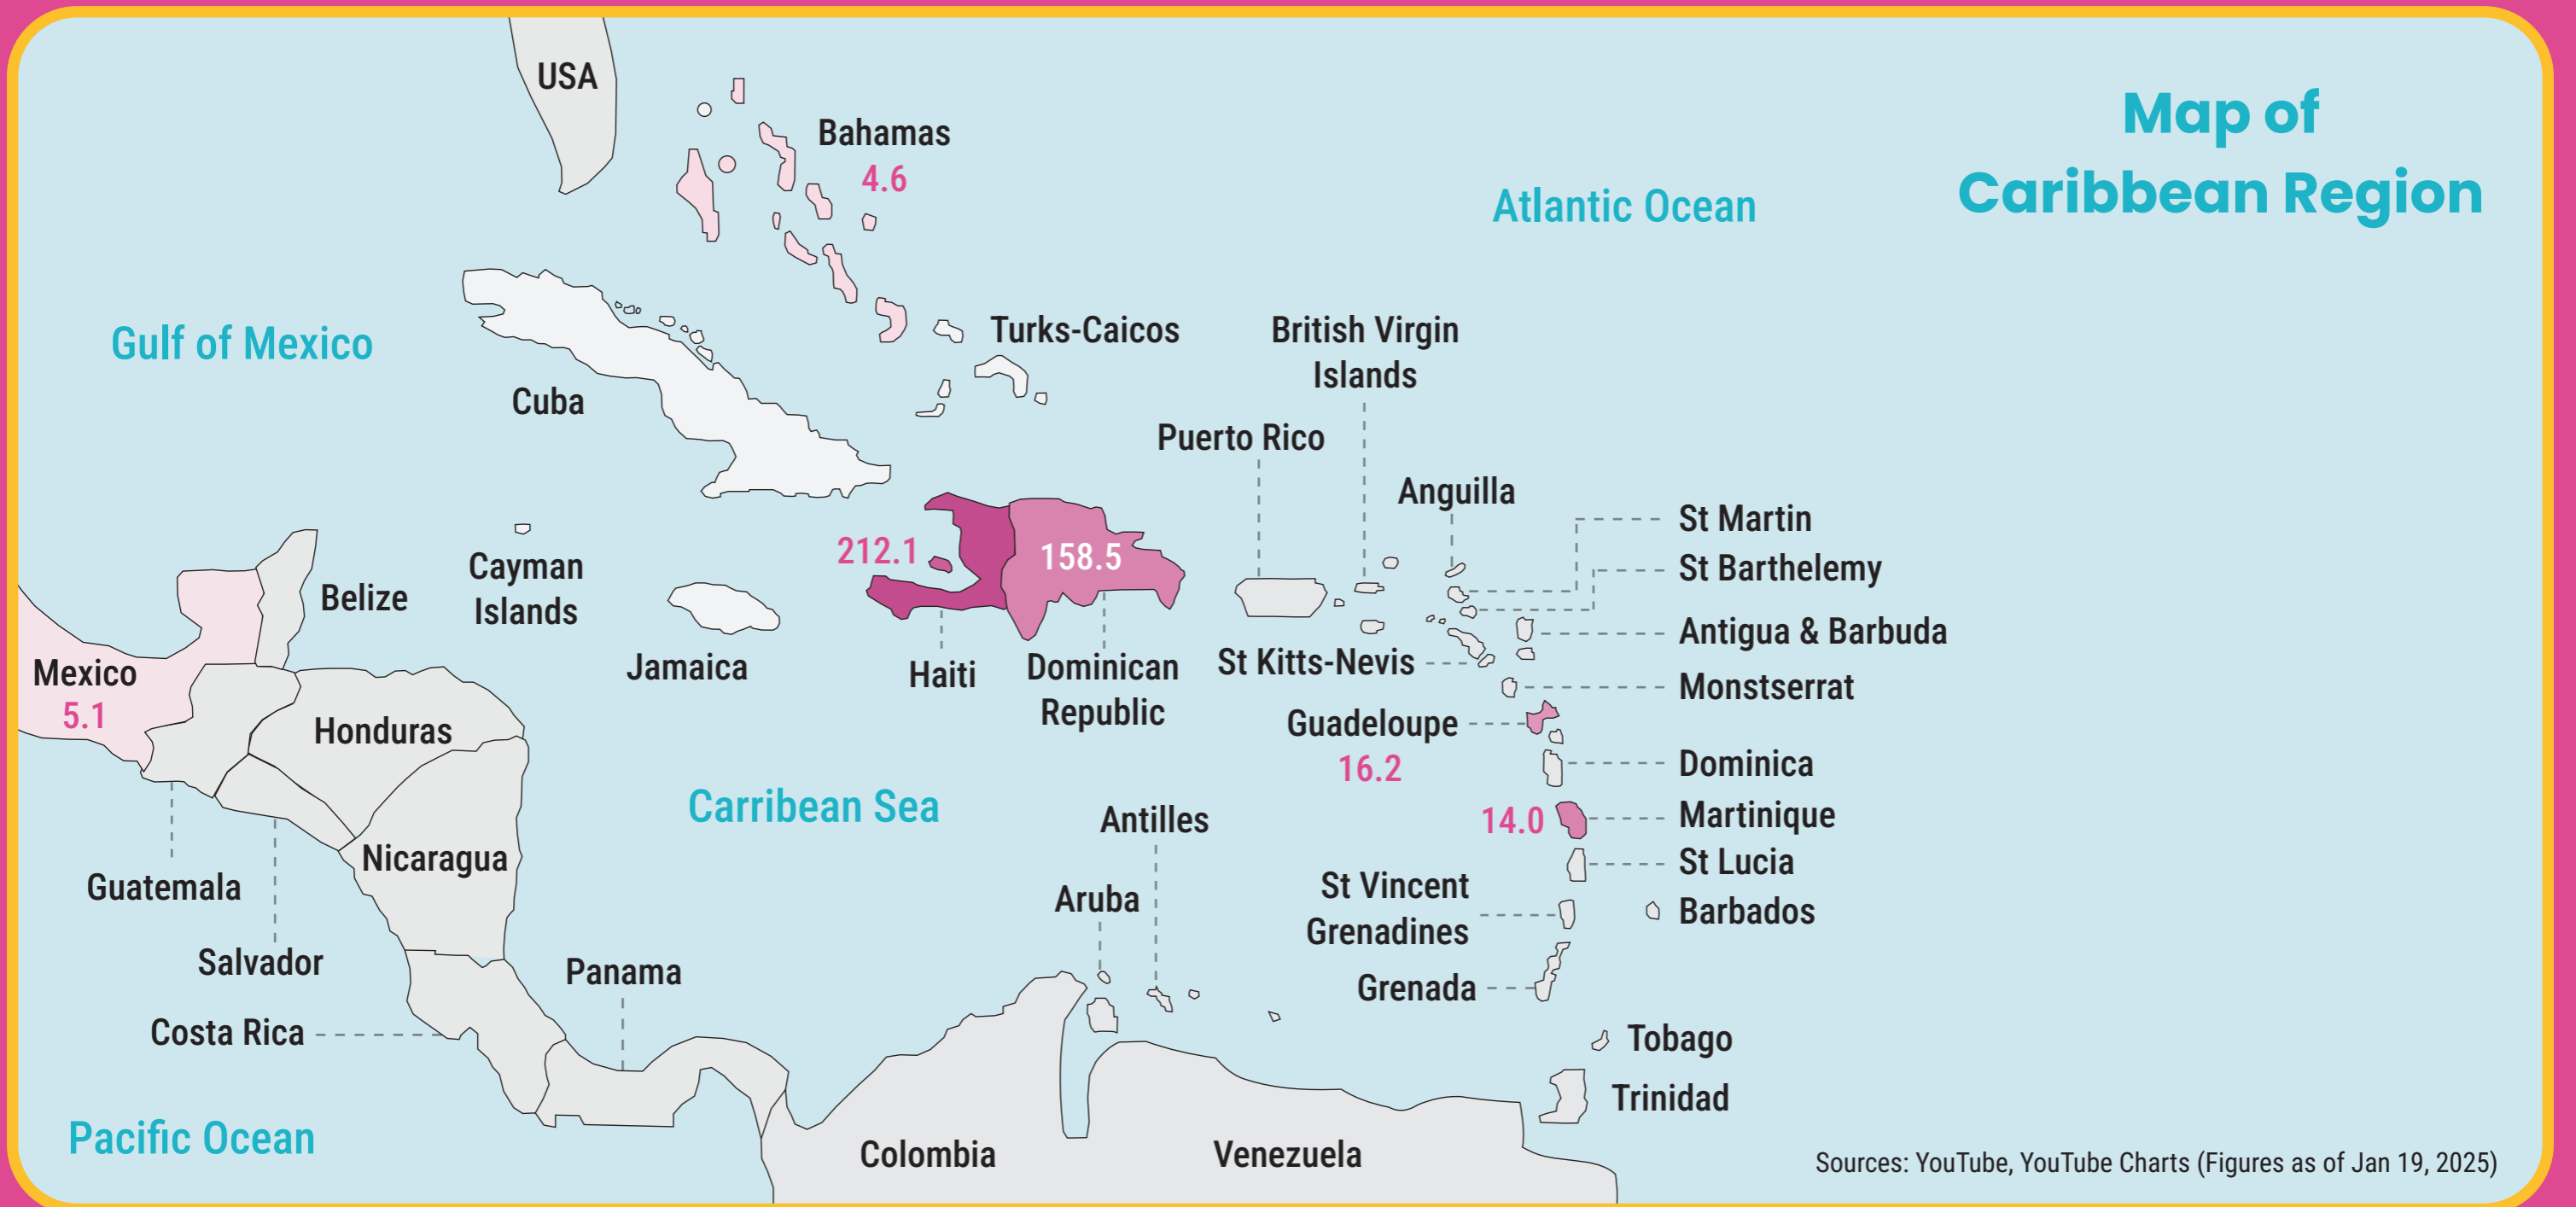 Map of
Caribbean Region
USA
Bahamas
4.6
Atlantic Ocean
Gulf of Mexico
Turks-Caicos
British Virgin
Islands
Cuba
Puerto Rico
Anguilla
St Martin
212.1
158.5
St Barthelemy
Cayman
Islands
Belize
Antigua & Barbuda
Jamaica
Haiti
Dominican
Republic
St Kitts-Nevis
Mexico
5.1
Monstserrat
Honduras
Guadeloupe
16.2
Dominica
Carribean Sea
Antilles
14.0
Martinique
Nicaragua
St Lucia
Guatemala
Aruba
St Vincent
Grenadines
Barbados
Salvador
Panama
Grenada
Costa Rica
Tobago
Trinidad
Pacific Ocean
Colombia
Venezuela
Sources: YouTube, YouTube Charts (Figures as of Jan 19, 2025)